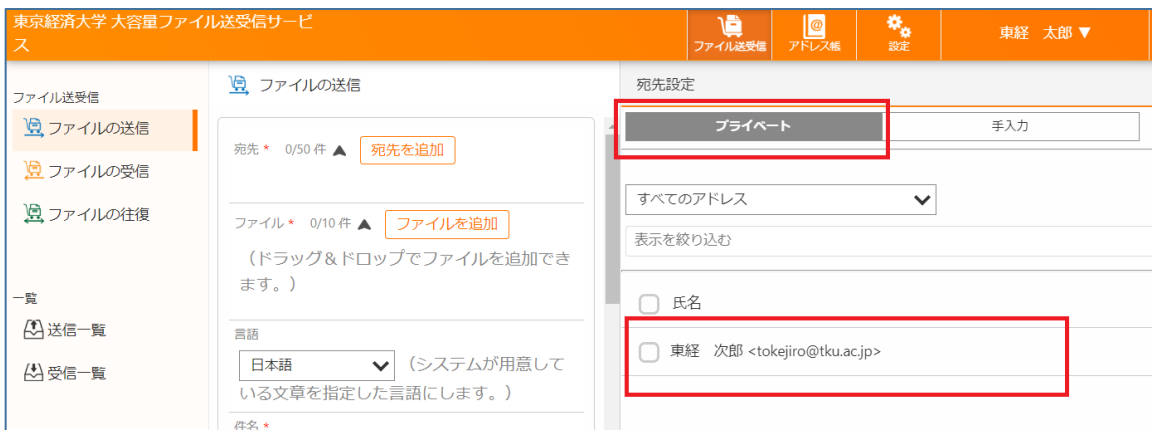 東京経済大学 大容量ファイル送受信サービ
ス
ファイル送受信
アドレス帳
設定
東経 太郎 ▼
ファイル送受信
ファイルの送信
ファイルの受信
ファイルの往復
一覧
送信一覧
受信一覧
ファイルの送信
宛先 * 0/50 件 ▲ 宛先を追加
ファイル * 0/10 件 ▲ ファイルを追加
（ドラッグ＆ドロップでファイルを追加でき
ます。）
言語
日本語 （システムが用意して
いる文章を指定した言語にします。）
件名 *
宛先設定
プライベート 手入力
すべてのアドレス
表示を絞り込む
氏名
東経 次郎 <tokejiro@tku.ac.jp>